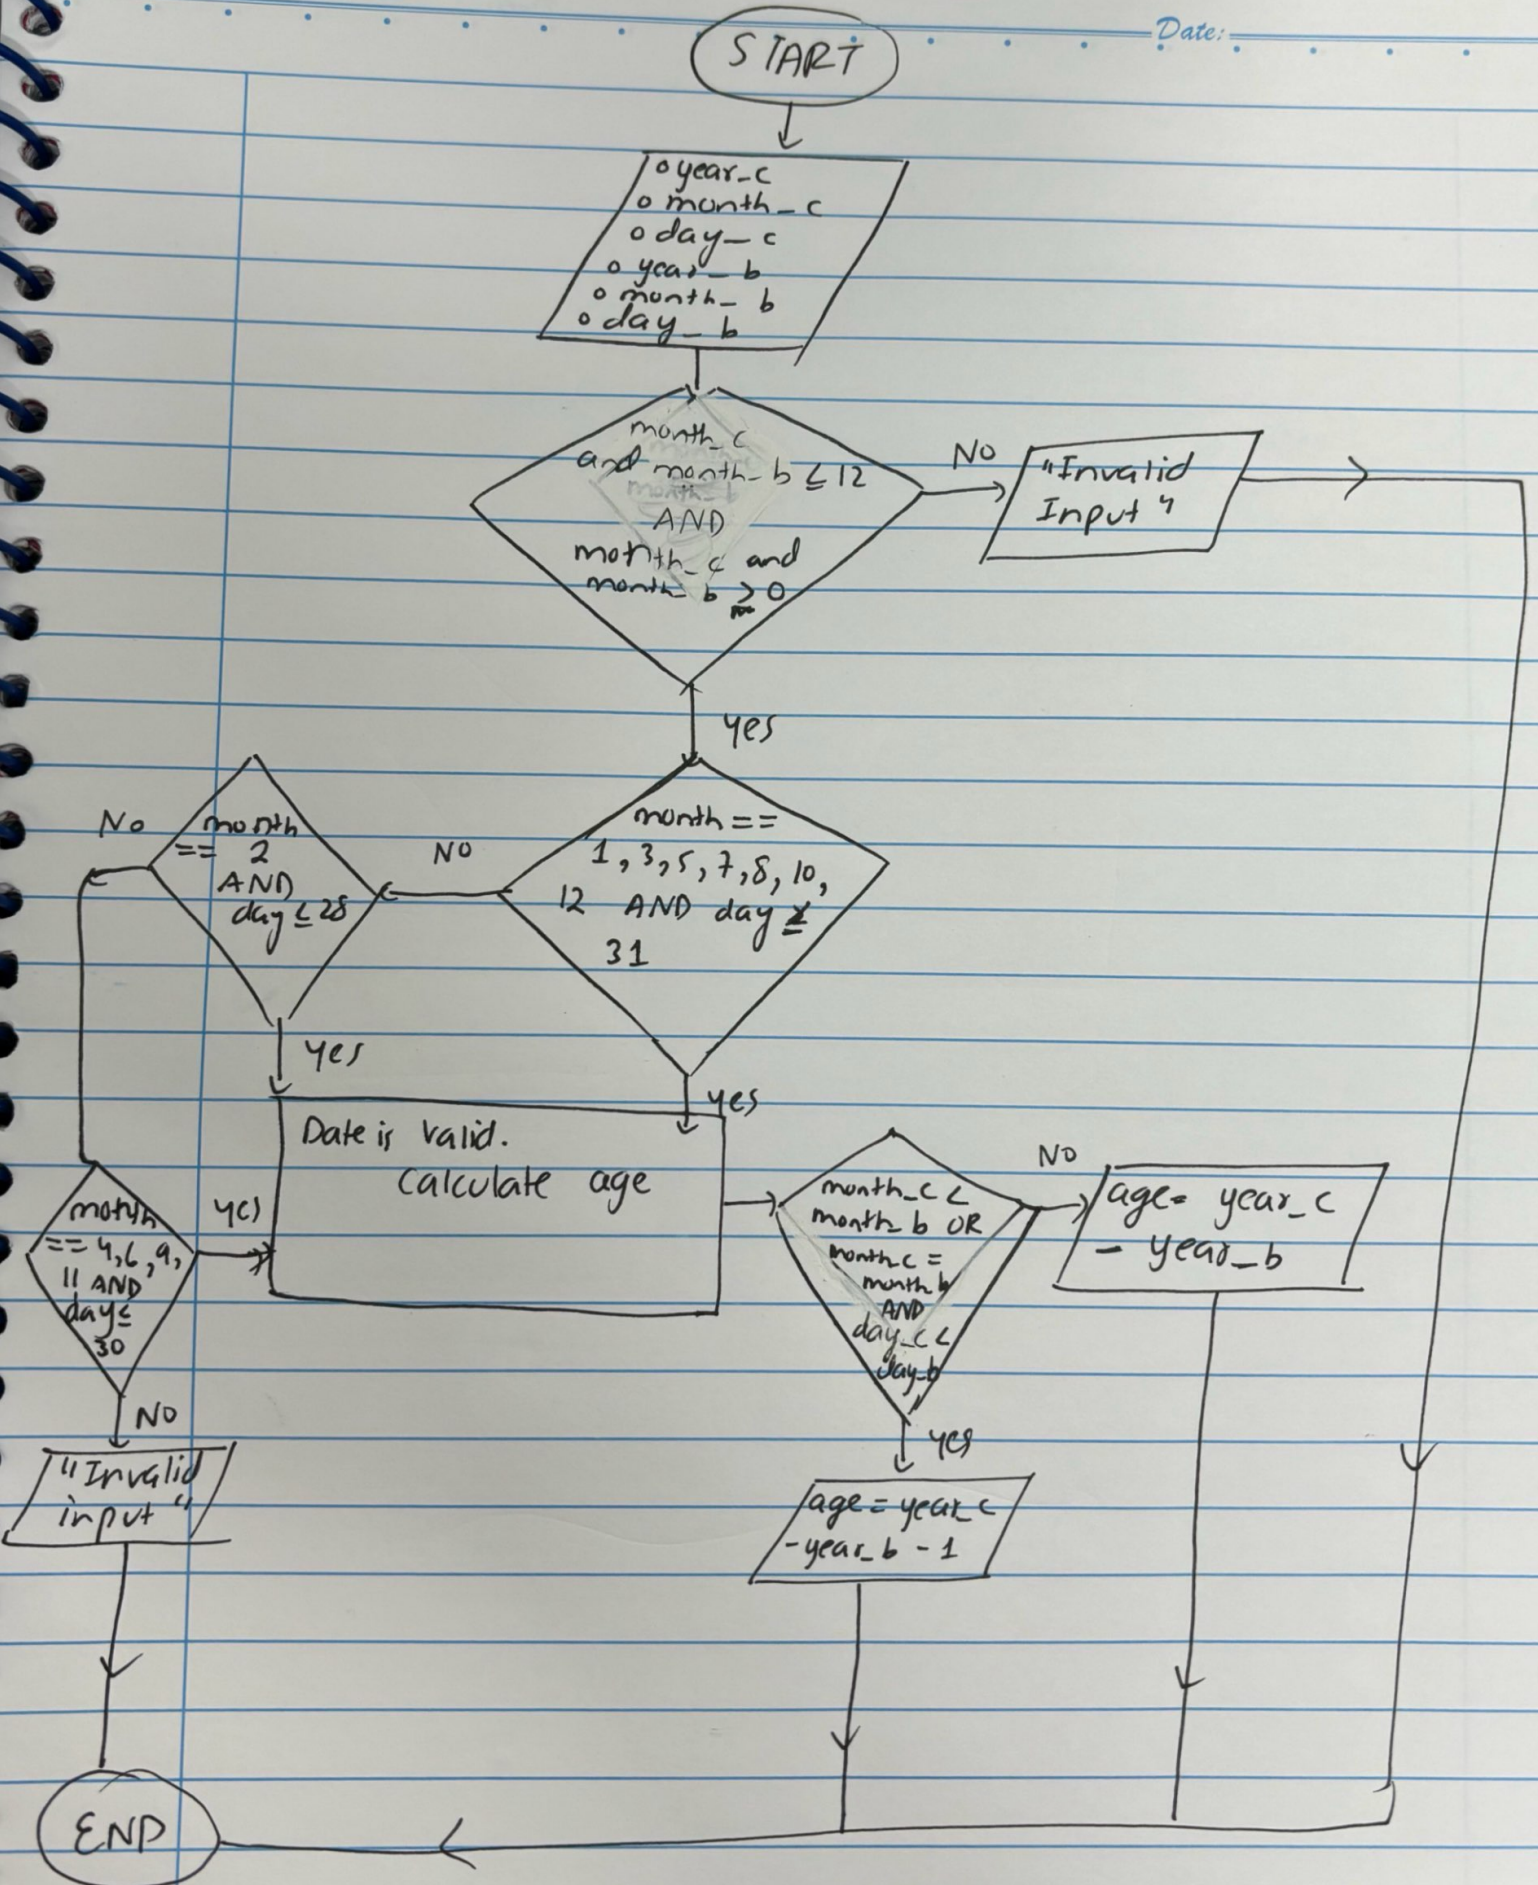 Date:
START
year_c
month_c
day_c
year_b
month_b
day_b
month_c
and month_b ≤ 12
AND
month_c and
month_b > 0
No
"Invalid
Input"
yes
month ==
1, 3, 5, 7, 8, 10,
12 AND day ≤
31
NO
month
== 2
AND
day ≤ 28
No
yes
yes
Date is valid.
Calculate age
month
== 4, 6, 9,
11 AND
day ≤
30
yes
NO
"Invalid
input"
month_c <
month_b OR
month_c =
month_b
AND
day_c <
day_b
NO
age = year_c
- year_b
yes
age = year_c
- year_b - 1
END